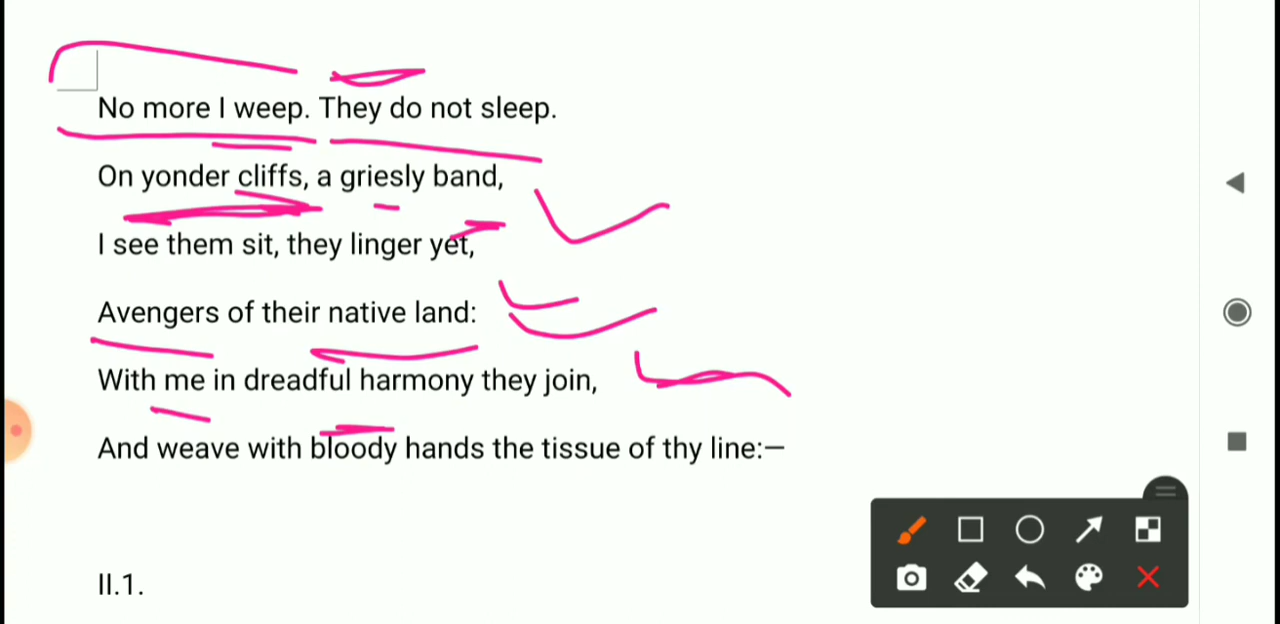 No more I weep. They do not sleep.
On yonder cliffs, a griesly band,
I see them sit, they linger yet,
Avengers of their native land:
With me in dreadful harmony they join,
And weave with bloody hands the tissue of thy line:—
II.1.